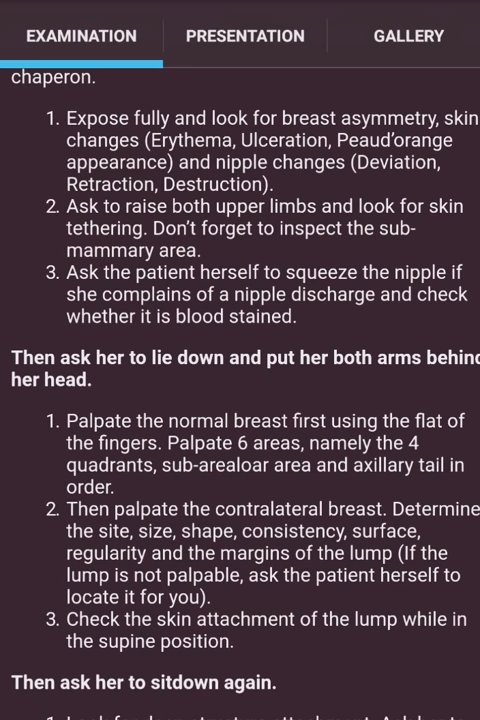 EXAMINATION PRESENTATION GALLERY
chaperon.
1. Expose fully and look for breast asymmetry, skin
changes (Erythema, Ulceration, Peaud’orange
appearance) and nipple changes (Deviation,
Retraction, Destruction).
2. Ask to raise both upper limbs and look for skin
tethering. Don’t forget to inspect the sub-
mammary area.
3. Ask the patient herself to squeeze the nipple if
she complains of a nipple discharge and check
whether it is blood stained.
Then ask her to lie down and put her both arms behind
her head.
1. Palpate the normal breast first using the flat of
the fingers. Palpate 6 areas, namely the 4
quadrants, sub-arealoar area and axillary tail in
order.
2. Then palpate the contralateral breast. Determine
the site, size, shape, consistency, surface,
regularity and the margins of the lump (If the
lump is not palpable, ask the patient herself to
locate it for you).
3. Check the skin attachment of the lump while in
the supine position.
Then ask her to sitdown again.